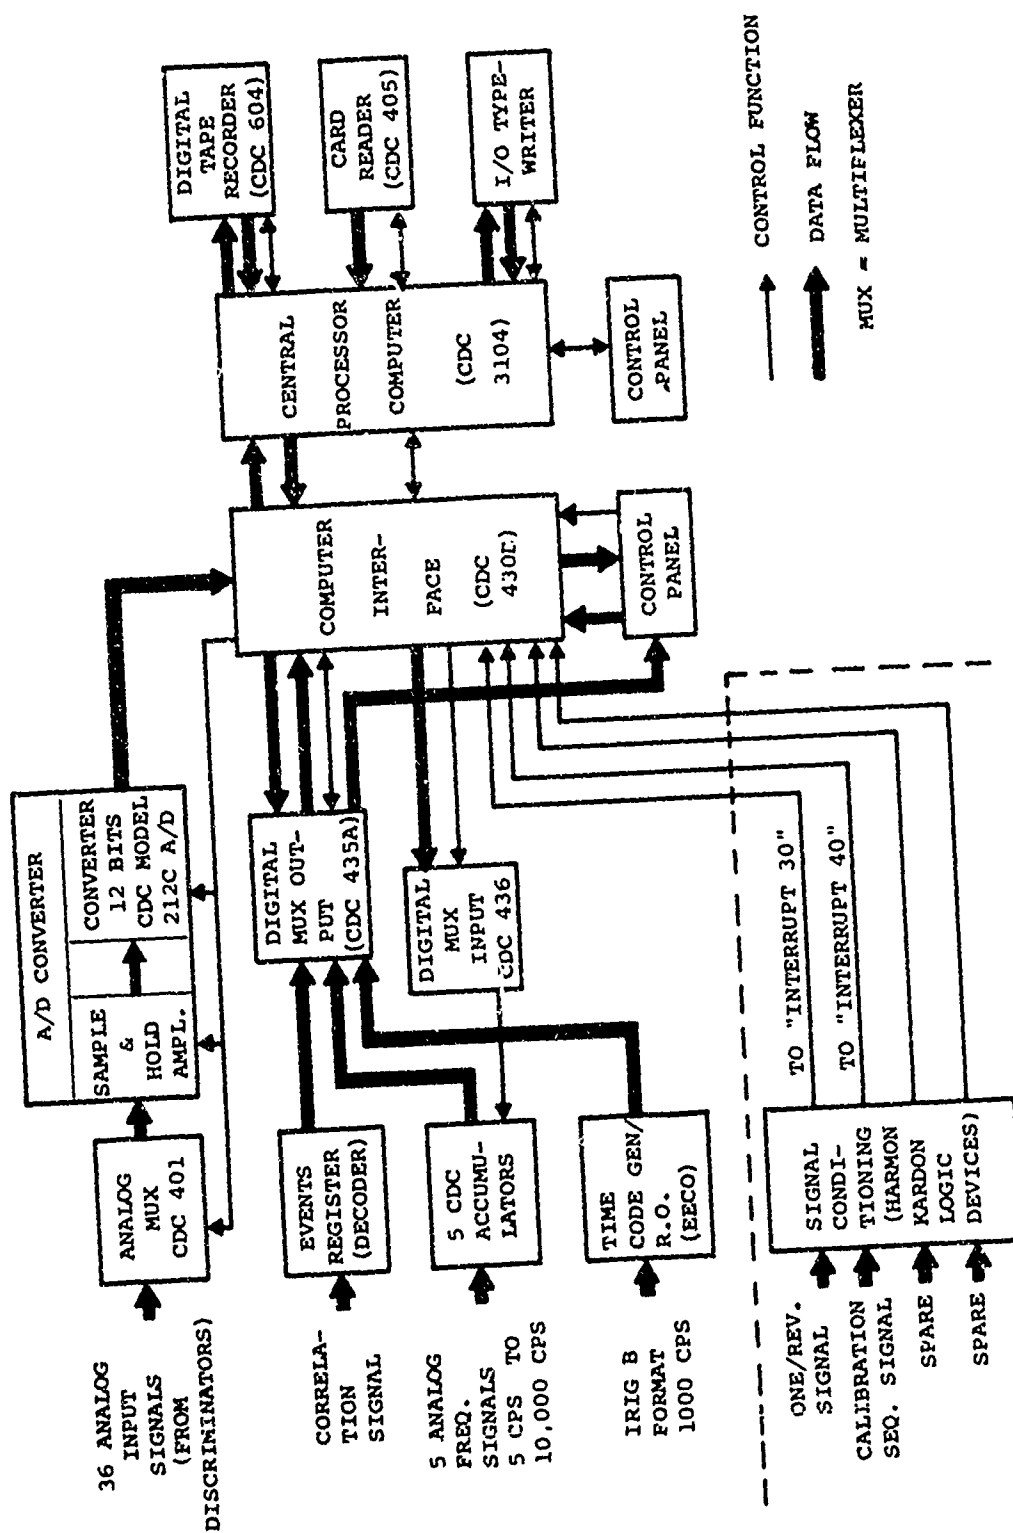 36 ANALOG
INPUT
SIGNALS
(FROM
DISCRIMINATORS)
ANALOG
MUX
CDC 401
A/D CONVERTER
SAMPLE
&
HOLD
AMPL.
CONVERTER
12 BITS
CDC MODEL
212C A/D
CORRELA-
TION
SIGNAL
EVENTS
REGISTER
(DECODER)
DIGITAL
MUX OUT-
PUT
(CDC 435A)
5 ANALOG
FREQ.
SIGNALS
5 CPS TO
10,000 CPS
5 CDC
ACCUMU-
LATORS
DIGITAL
MUX
INPUT
CDC 436
IRIG B
FORMAT
1000 CPS
TIME
CODE GEN/
R.O.
(EECO)
ONE/REV.
SIGNAL
CALIBRATION
SEQ. SIGNAL
SPARE
SPARE
SIGNAL
CONDI-
TIONING
(HARMON
KARDON
LOGIC
DEVICES)
TO "INTERRUPT 30"
TO "INTERRUPT 40"
COMPUTER
INTER-
FACE
(CDC
430D)
CONTROL
PANEL
CENTRAL
PROCESSOR
COMPUTER
(CDC
3104)
CONTROL
PANEL
DIGITAL
TAPE
RECORDER
(CDC 604)
CARD
READER
(CDC 405)
I/O TYPE-
WRITER
CONTROL FUNCTION
DATA FLOW
MUX = MULTIFLEXER